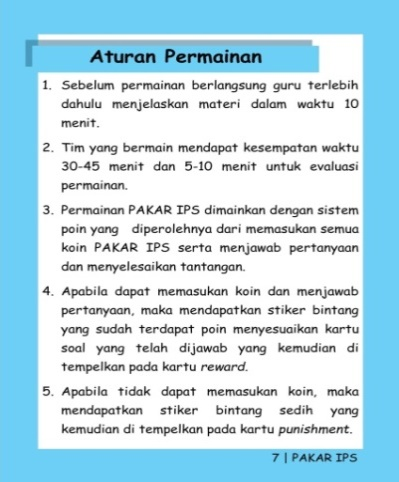 Aturan Permainan
1. Sebelum permainan berlangsung guru terlebih
dahulu menjelaskan materi dalam waktu 10
menit.
2. Tim yang bermain mendapat kesempatan waktu
30-45 menit dan 5-10 menit untuk evaluasi
permainan.
3. Permainan PAKAR IPS dimainkan dengan sistem
poin yang diperolehnya dari memasukan semua
koin PAKAR IPS serta menjawab pertanyaan
dan menyelesaikan tantangan.
4. Apabila dapat memasukan koin dan menjawab
pertanyaan, maka mendapatkan stiker bintang
yang sudah terdapat poin menyesuaikan kartu
soal yang telah dijawab yang kemudian di
tempelkan pada kartu reward.
5. Apabila tidak dapat memasukan koin, maka
mendapatkan stiker bintang sedih yang
kemudian di tempelkan pada kartu punishment.
7 | PAKAR IPS